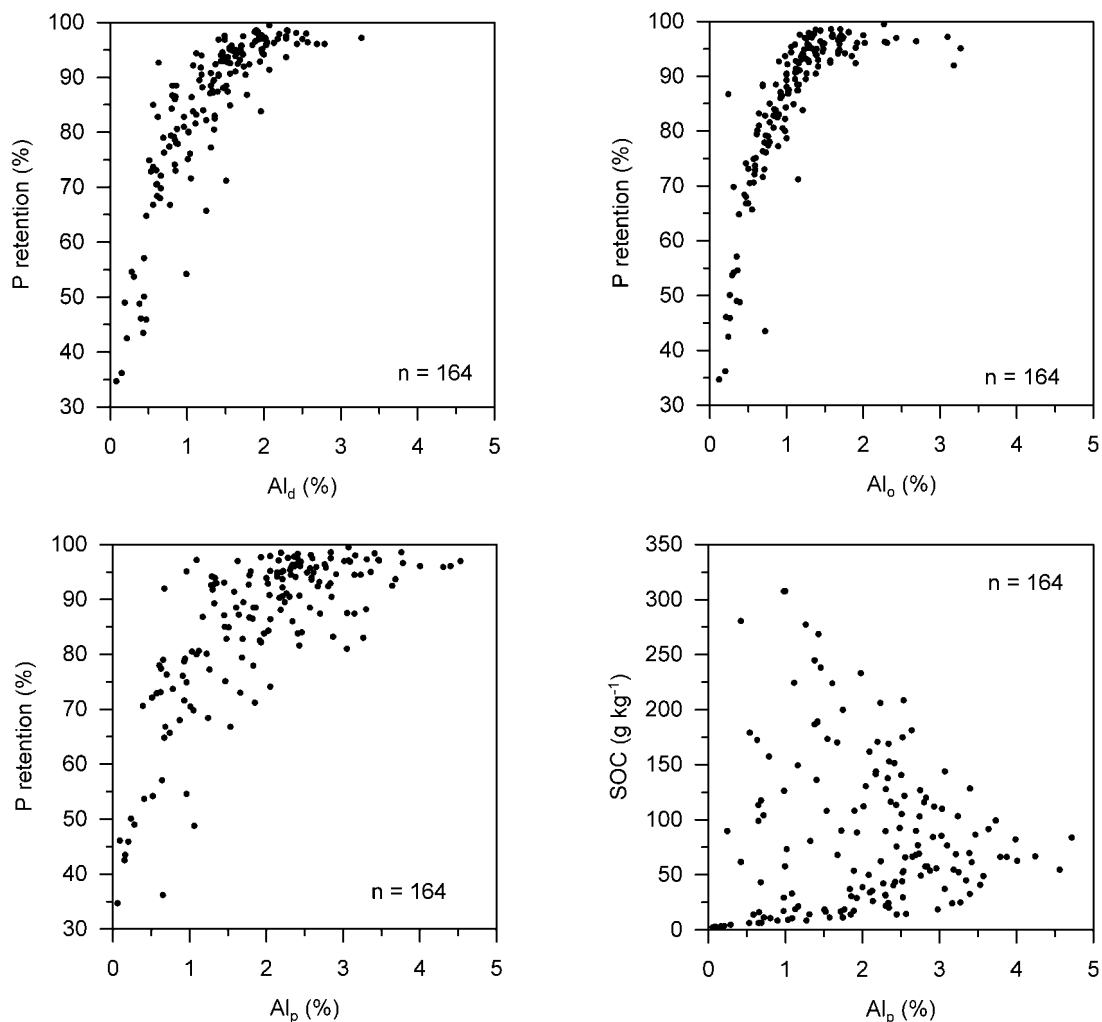 100
90
80
70
60
50
40
30
P retention (%)
n = 164
0 1 2 3 4 5
Al_d (%)
100
90
80
70
60
50
40
30
P retention (%)
n = 164
0 1 2 3 4 5
Al_o (%)
100
90
80
70
60
50
40
30
P retention (%)
n = 164
0 1 2 3 4 5
Al_p (%)
350
300
250
200
150
100
50
0
SOC (g kg⁻¹)
n = 164
0 1 2 3 4 5
Al_p (%)